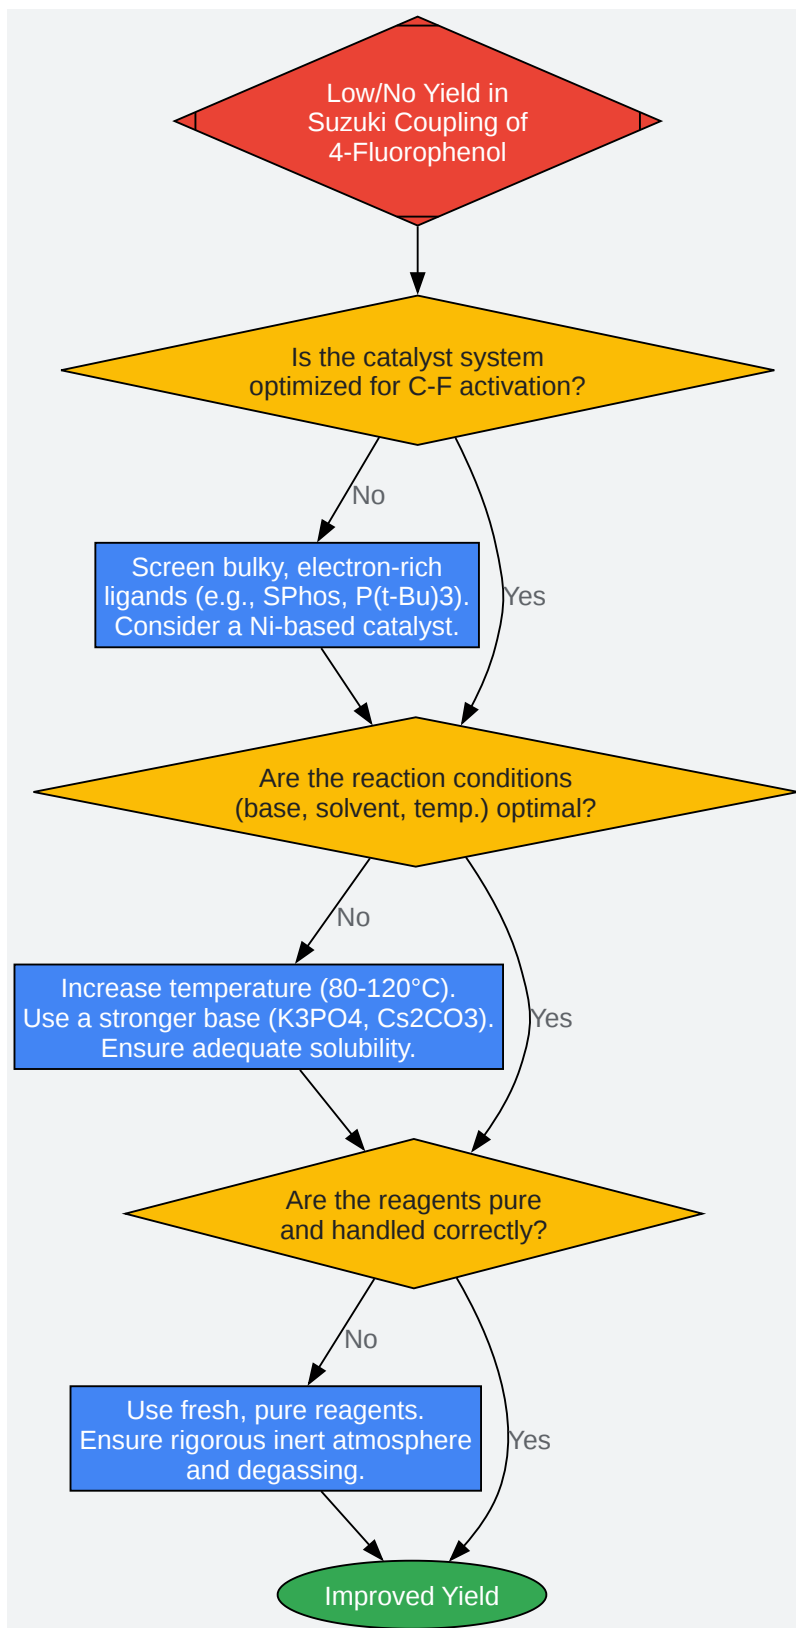 Low/No Yield in
Suzuki Coupling of
4-Fluorophenol
Is the catalyst system
optimized for C-F activation?
No
Screen bulky, electron-rich
ligands (e.g., SPhos, P(t-Bu)3).
Consider a Ni-based catalyst.
Yes
Are the reaction conditions
(base, solvent, temp.) optimal?
No
Increase temperature (80-120°C).
Use a stronger base (K3PO4, Cs2CO3).
Ensure adequate solubility.
Yes
Are the reagents pure
and handled correctly?
No
Use fresh, pure reagents.
Ensure rigorous inert atmosphere
and degassing.
Yes
Improved Yield